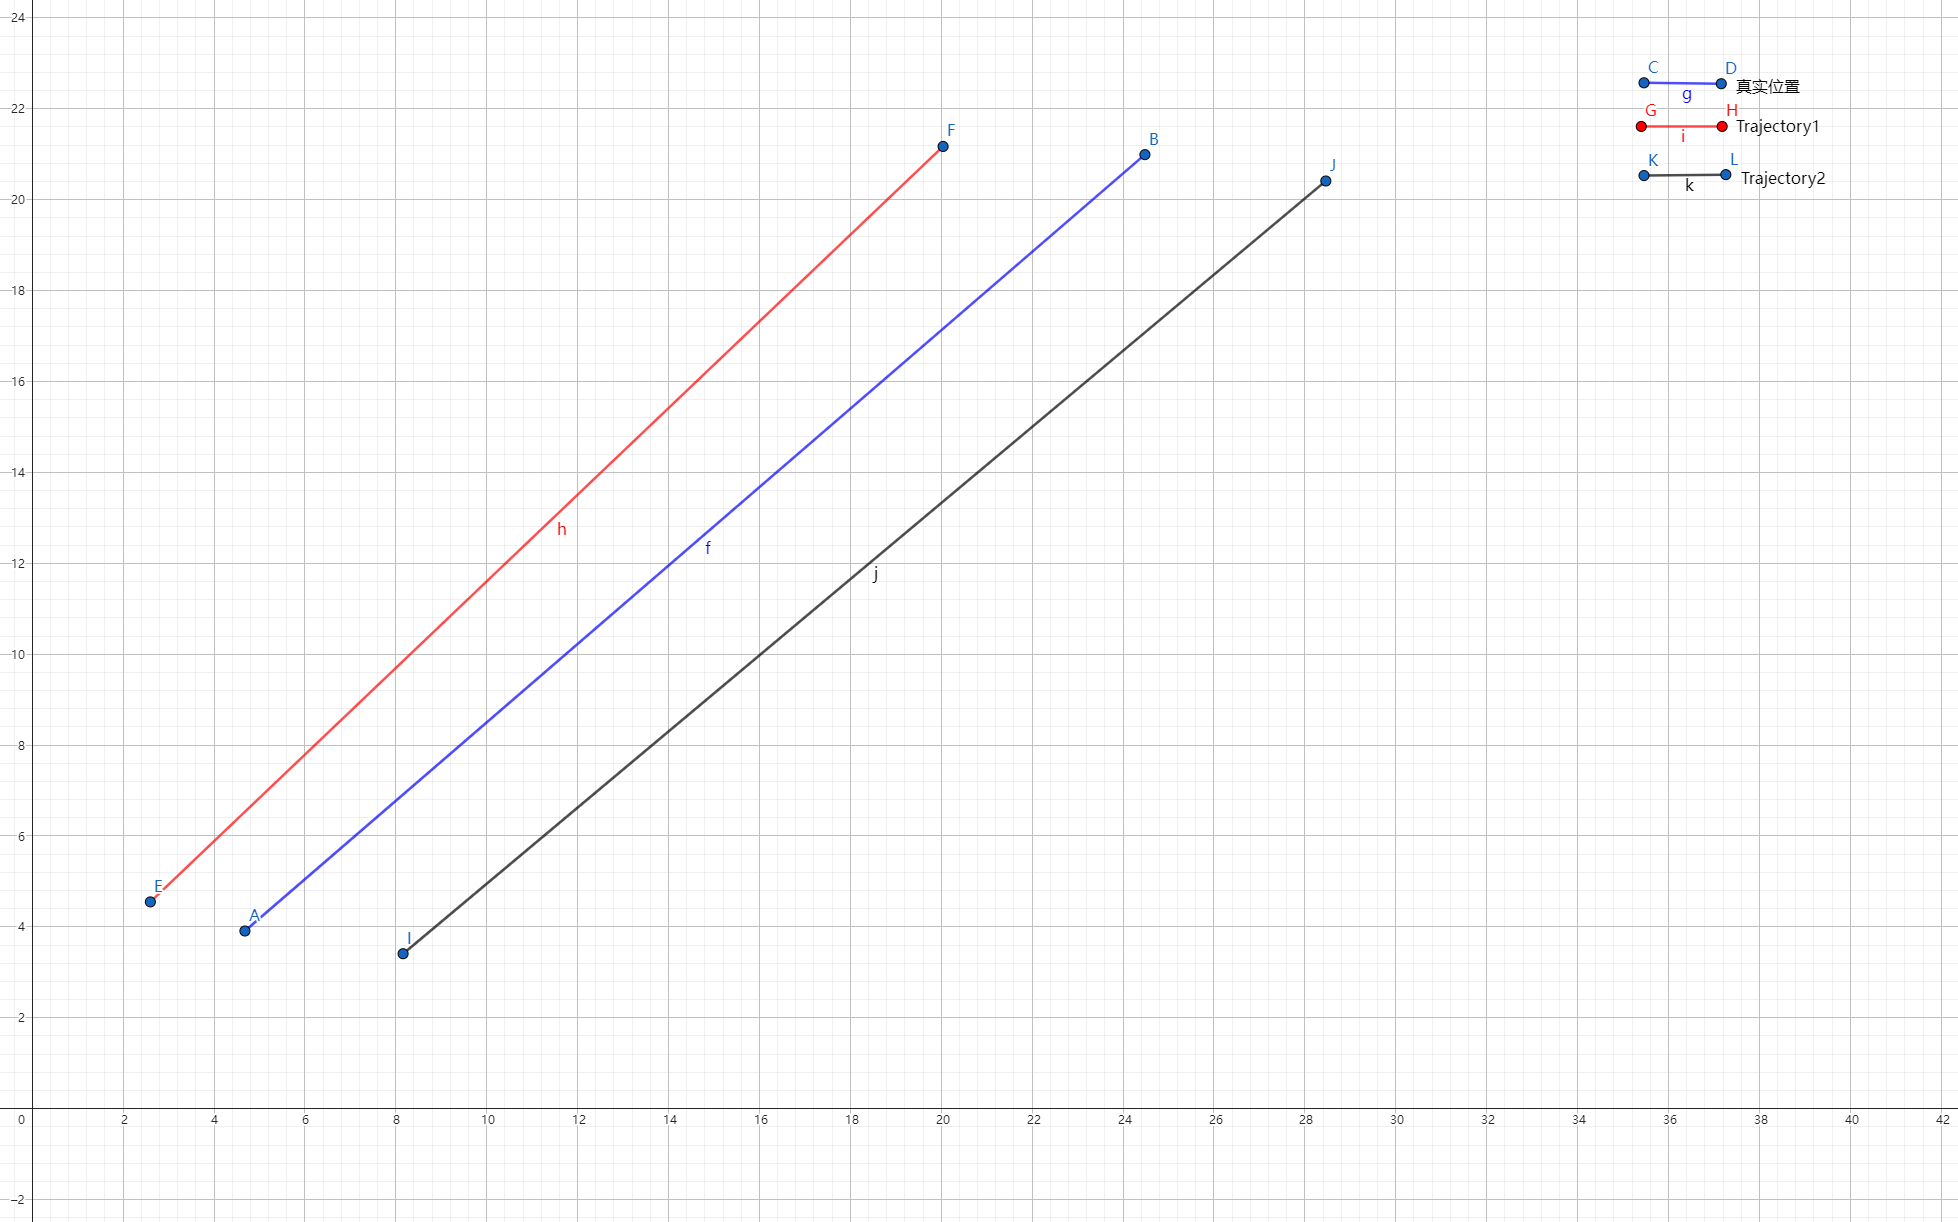 24
C
D
真实位置
g
22
G
H
Trajectory1
i
F
B
K
L
Trajectory2
k
J
20
18
16
14
h
f
12
j
10
8
6
E
A
4
I
2
0 2 4 6 8 10 12 14 16 18 20 22 24 26 28 30 32 34 36 38 40 42
–2